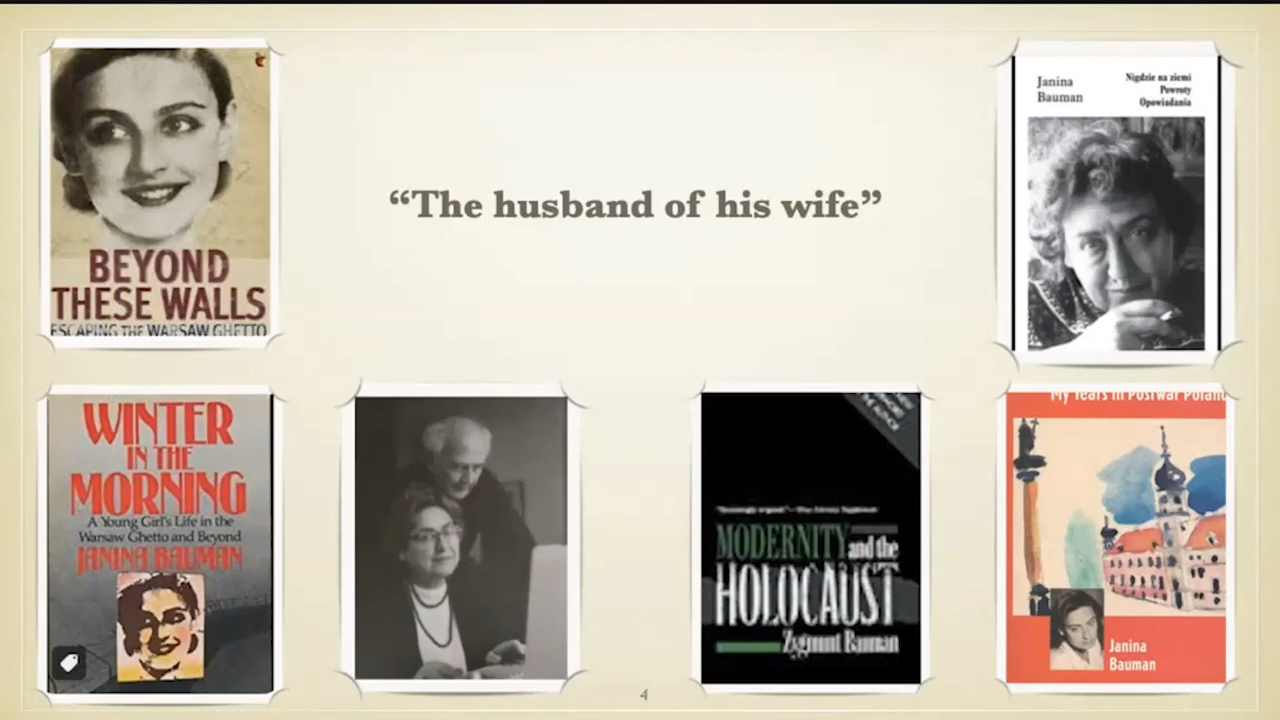 “The husband of his wife”
BEYOND
THESE WALLS
ESCAPING THE WARSAW GHETTO
Janina
Bauman
Nigdzie na ziemi
Powroty
Opowiadania
WINTER
IN THE
MORNING
A Young Girl's Life in the
Warsaw Ghetto and Beyond
JANINA BAUMAN
MODERNITY and the
HOLOCAUST
Zygmunt Bauman
My Years in Postwar Poland
Janina
Bauman
4